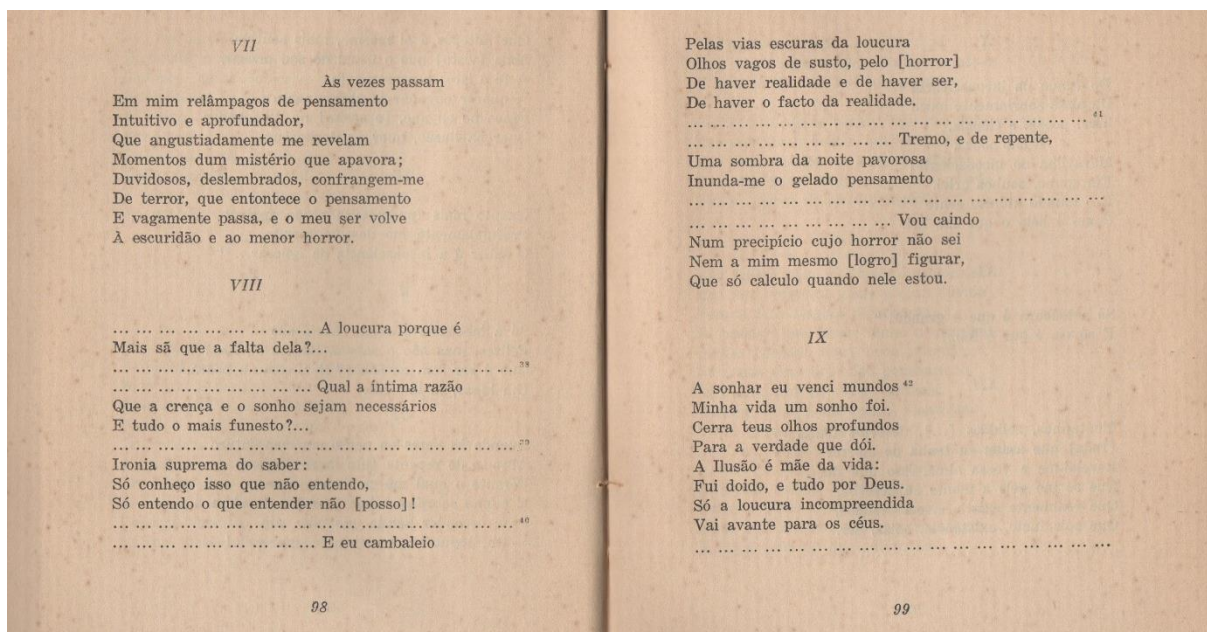 VII
Às vezes passam
Em mim relâmpagos de pensamento
Intuitivo e aprofundador,
Que angustiadamente me revelam
Momentos dum mistério que apavora;
Duvidosos, deslembrados, confrangem-me
De terror, que entontece o pensamento
E vagamente passa, e o meu ser volve
À escuridão e ao menor horror.
VIII
... ... ... ... ... ... ... ... ... A loucura porque é
Mais sã que a falta dela?...
... ... ... ... ... ... ... ... ... ... ... ... ... ... ... ... ... ... 38
... ... ... ... ... ... ... ... ... Qual a íntima razão
Que a crença e o sonho sejam necessários
E tudo o mais funesto?...
... ... ... ... ... ... ... ... ... ... ... ... ... ... ... ... ... ... 39
Ironia suprema do saber:
Só conheço isso que não entendo,
Só entendo o que entender não [posso]!
... ... ... ... ... ... ... ... ... ... ... ... ... ... ... ... ... ... 40
... ... ... ... ... ... ... ... ... E eu cambaleio
98
Pelas vias escuras da loucura
Olhos vagos de susto, pelo [horror]
De haver realidade e de haver ser,
De haver o facto da realidade.
... ... ... ... ... ... ... ... ... ... ... ... ... ... ... ... ... ... 41
... ... ... ... ... ... ... ... ... Tremo, e de repente,
Uma sombra da noite pavorosa
Inunda-me o gelado pensamento
... ... ... ... ... ... ... ... ... ... ... ... ... ... ... ... ... ...
... ... ... ... ... ... ... ... ... Vou caindo
Num precipício cujo horror não sei
Nem a mim mesmo [logro] figurar,
Que só calculo quando nele estou.
IX
A sonhar eu venci mundos 42
Minha vida um sonho foi.
Cerra teus olhos profundos
Para a verdade que dói.
A Ilusão é mãe da vida:
Fui doido, e tudo por Deus.
Só a loucura incompreendida
Vai avante para os céus.
... ... ... ... ... ... ... ... ... ... ... ... ... ... ... ... ... ...
99